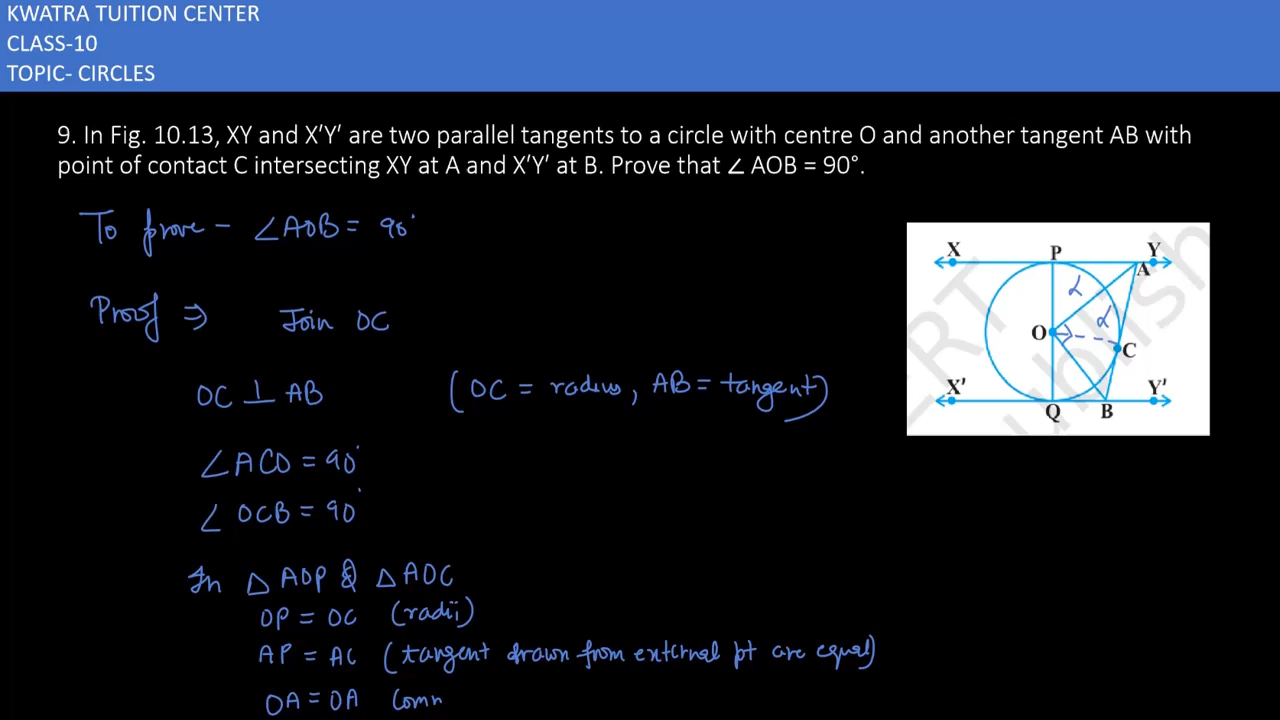 KWATRA TUITION CENTER
CLASS-10
TOPIC- CIRCLES
9. In Fig. 10.13, XY and X′Y′ are two parallel tangents to a circle with centre O and another tangent AB with
point of contact C intersecting XY at A and X′Y′ at B. Prove that ∠ AOB = 90°.
To prove - ∠AOB = 90°
Proof ⇒ Join OC
OC ⊥ AB (OC = radius, AB = tangent)
∠ACO = 90°
∠OCB = 90°
In △AOP & △AOC
OP = OC (radii)
AP = AC (tangent drawn from external pt are equal)
OA = OA (comm
X P Y
A
α
α
O
C
X' Y'
Q B